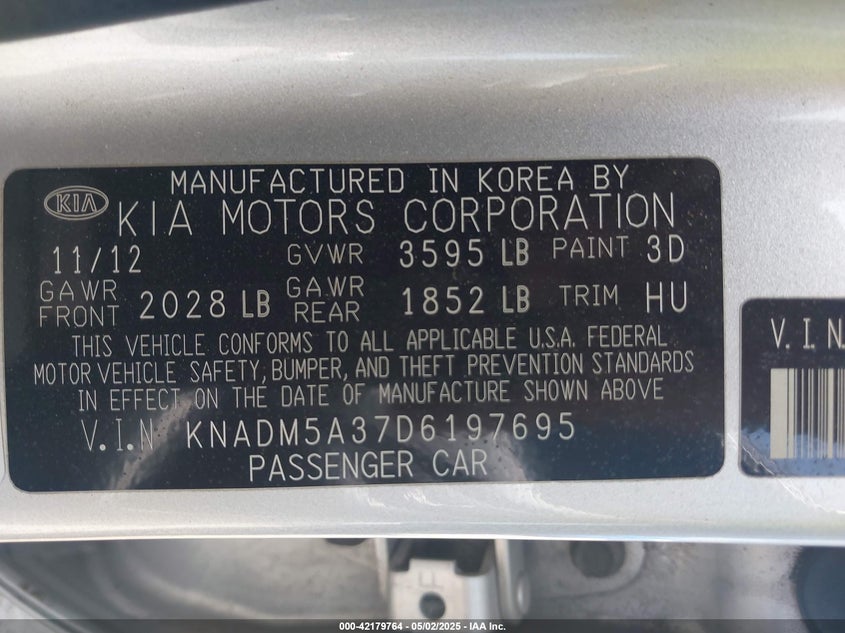 MANUFACTURED IN KOREA BY
KIA KIA MOTORS CORPORATION
11/12 GVWR 3595 LB PAINT 3D
GAWR FRONT 2028 LB GAWR REAR 1852 LB TRIM HU
THIS VEHICLE CONFORMS TO ALL APPLICABLE U.S.A. FEDERAL
MOTOR VEHICLE SAFETY, BUMPER, AND THEFT PREVENTION STANDARDS
IN EFFECT ON THE DATE OF MANUFACTURE SHOWN ABOVE
V.I.N KNADM5A37D6197695
PASSENGER CAR
V.I.N.
000-42179764 - 05/02/2025 - IAA Inc.